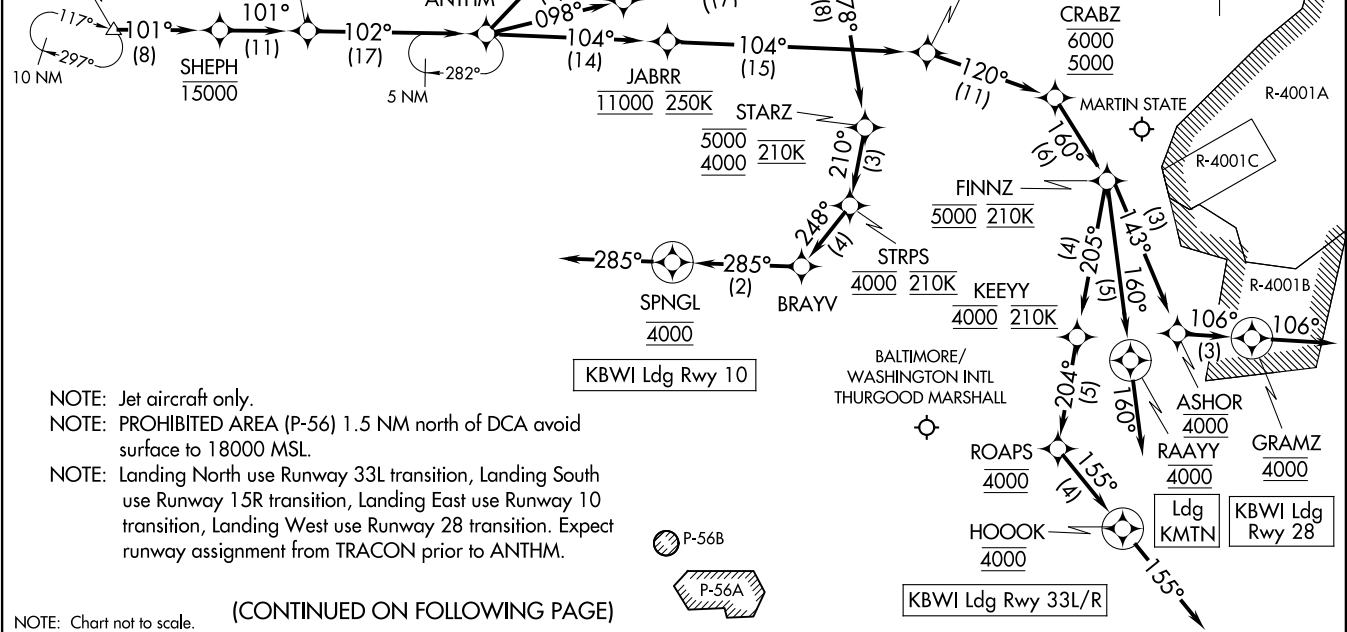 ANTHM
117°
297°
10 NM
101°
(8)
SHEPH
15000
101°
(11)
102°
(17)
282°
5 NM
098°
104°
(14)
JABRR
11000 250K
104°
(15)
78°
(8)
120°
(11)
CRABZ
6000
5000
MARTIN STATE
R-4001A
R-4001C
R-4001B
STARZ
5000
4000 210K
210°
(3)
160°
(6)
FINNZ
5000 210K
248°
(4)
STRPS
4000 210K
285°
SPNGL
4000
285°
(2)
BRAYV
KBWI Ldg Rwy 10
205°
(4)
160°
(5)
143°
(3)
KEEYY
4000 210K
106°
(3)
106°
BALTIMORE/
WASHINGTON INTL
THURGOOD MARSHALL
204°
(5)
160°
ASHOR
4000
RAAYY
4000
GRAMZ
4000
Ldg
KMTN
KBWI Ldg
Rwy 28
ROAPS
4000
155°
(4)
HOOOK
4000
155°
KBWI Ldg Rwy 33L/R
NOTE: Jet aircraft only.
NOTE: PROHIBITED AREA (P-56) 1.5 NM north of DCA avoid
surface to 18000 MSL.
NOTE: Landing North use Runway 33L transition, Landing South
use Runway 15R transition, Landing East use Runway 10
transition, Landing West use Runway 28 transition. Expect
runway assignment from TRACON prior to ANTHM.
P-56B
P-56A
(CONTINUED ON FOLLOWING PAGE)
NOTE: Chart not to scale.